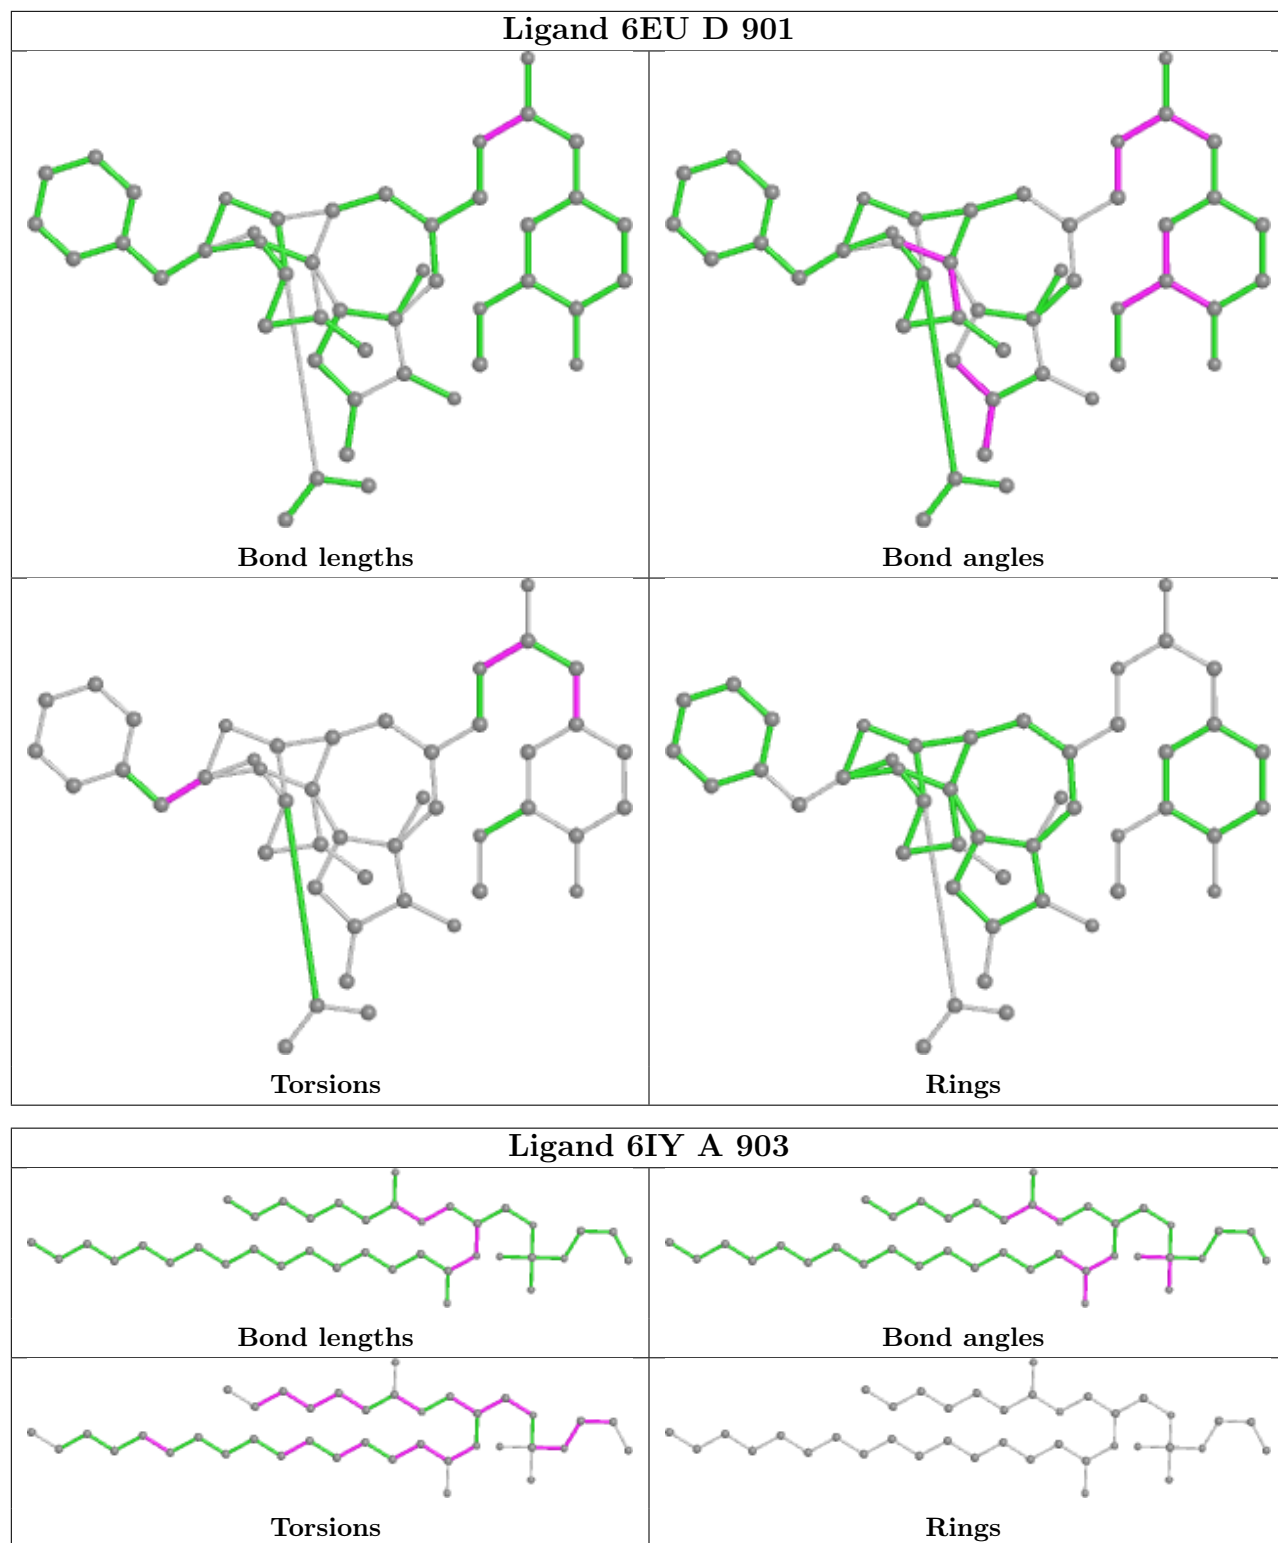 Ligand 6EU D 901
Bond lengths
Bond angles
Torsions
Rings
Ligand 6IY A 903
Bond lengths
Bond angles
Torsions
Rings